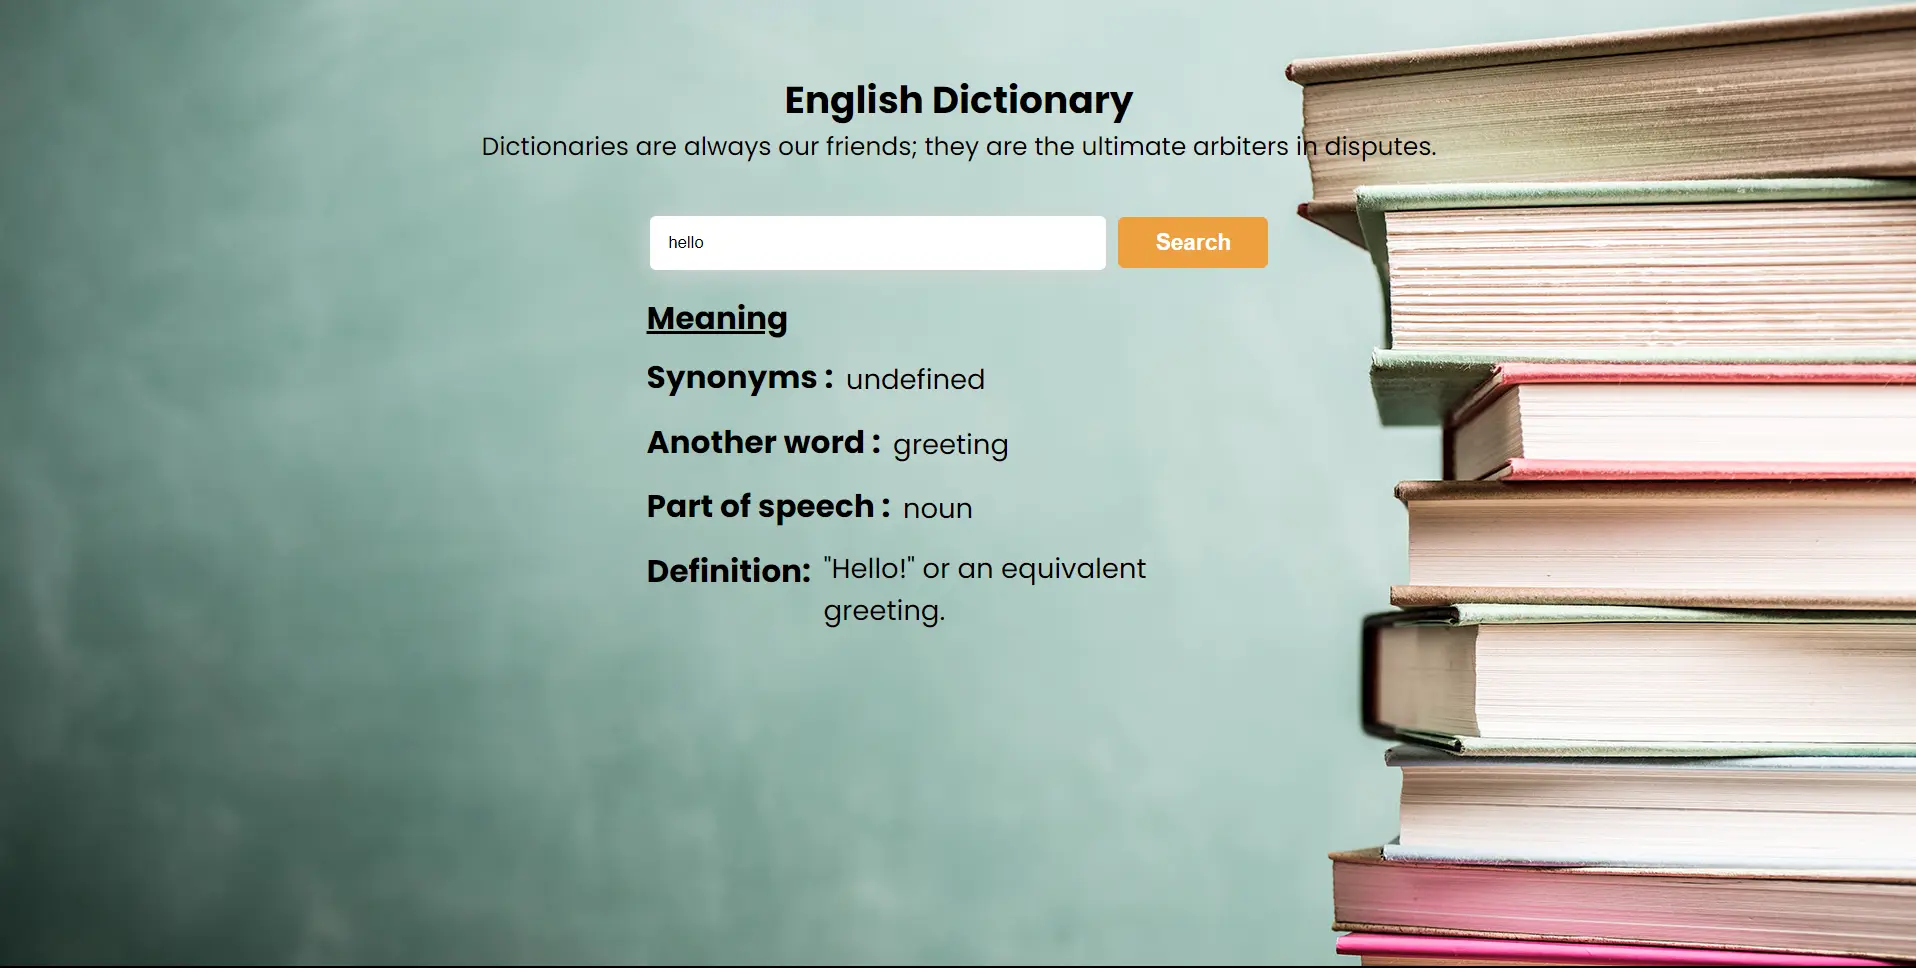 English Dictionary
Dictionaries are always our friends; they are the ultimate arbiters in disputes.
hello Search
Meaning
Synonyms : undefined
Another word : greeting
Part of speech : noun
Definition: "Hello!" or an equivalent
greeting.